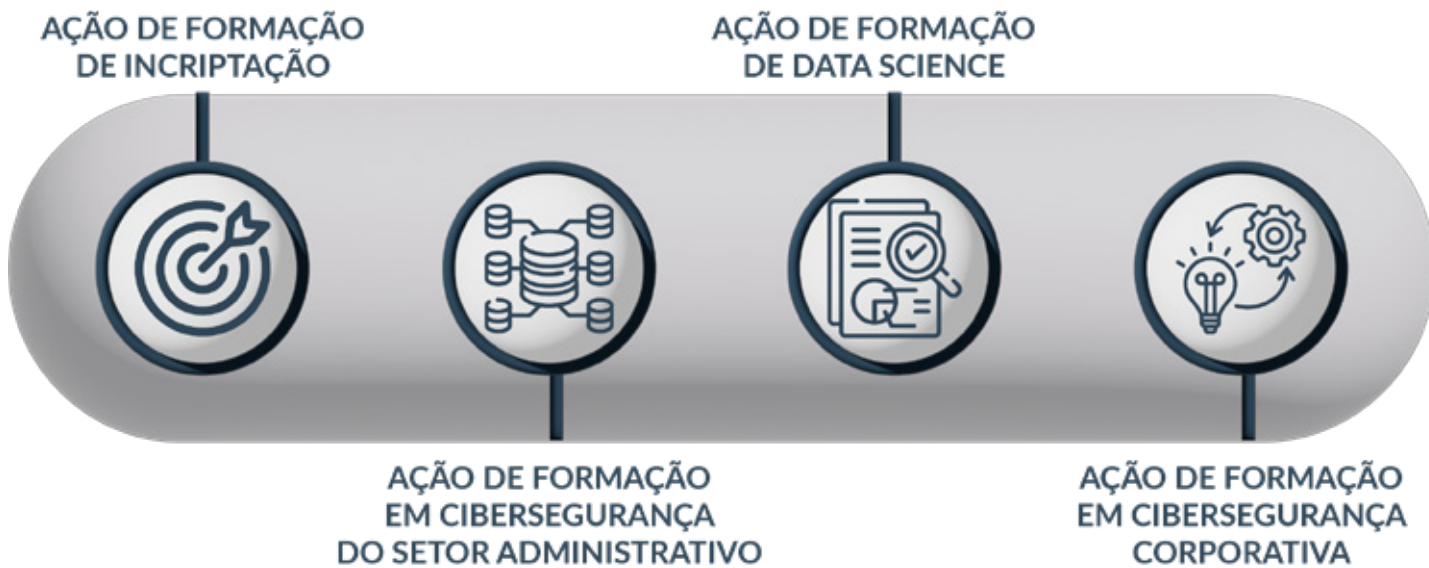 AÇÃO DE FORMAÇÃO
DE INCRIPTAÇÃO
AÇÃO DE FORMAÇÃO
DE DATA SCIENCE
AÇÃO DE FORMAÇÃO
EM CIBERSEGURANÇA
DO SETOR ADMINISTRATIVO
AÇÃO DE FORMAÇÃO
EM CIBERSEGURANÇA
CORPORATIVA